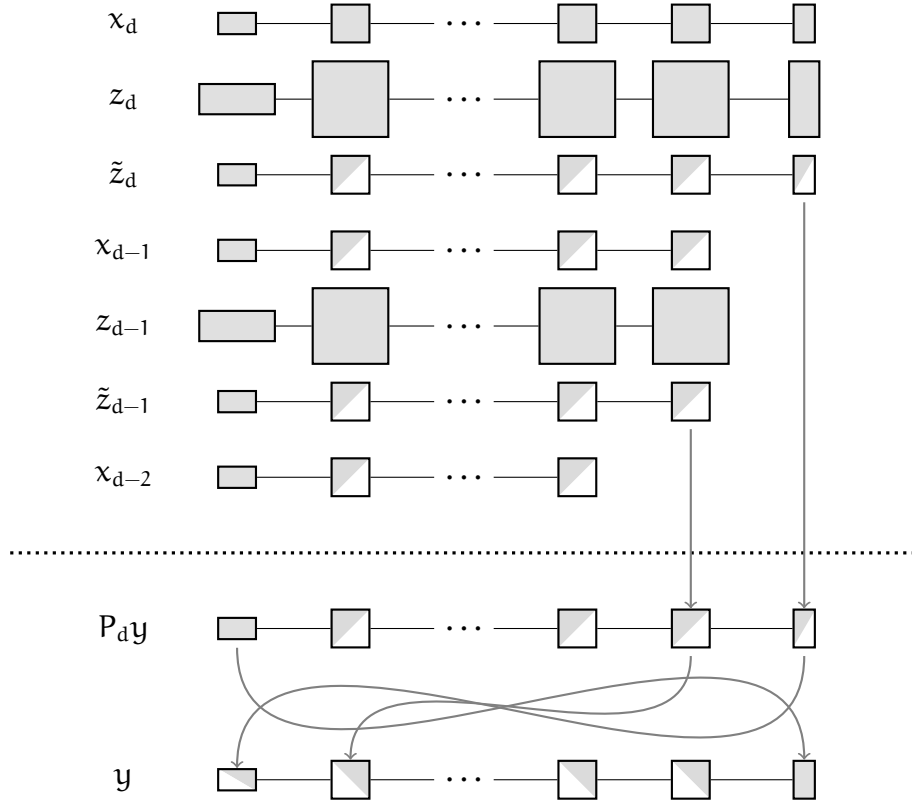 x_d ···
z_d ···
z̃_d ···
x_{d−1} ···
z_{d−1} ···
z̃_{d−1} ···
x_{d−2} ···
P_d y ···
y ···